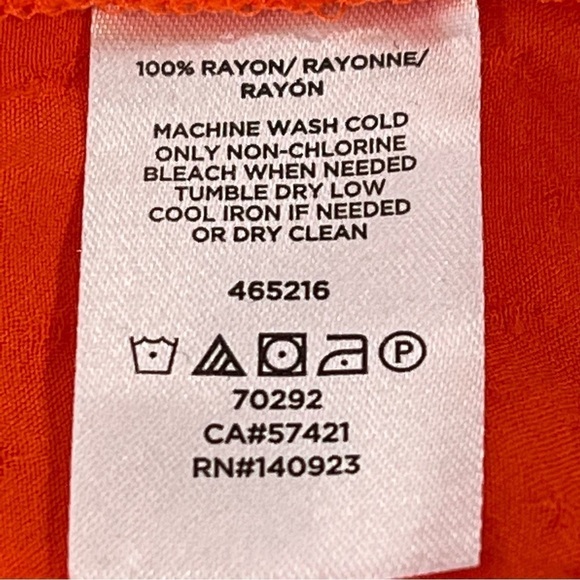 100% RAYON/ RAYONNE/
RAYÓN
MACHINE WASH COLD
ONLY NON-CHLORINE
BLEACH WHEN NEEDED
TUMBLE DRY LOW
COOL IRON IF NEEDED
OR DRY CLEAN
465216
P
70292
CA#57421
RN#140923